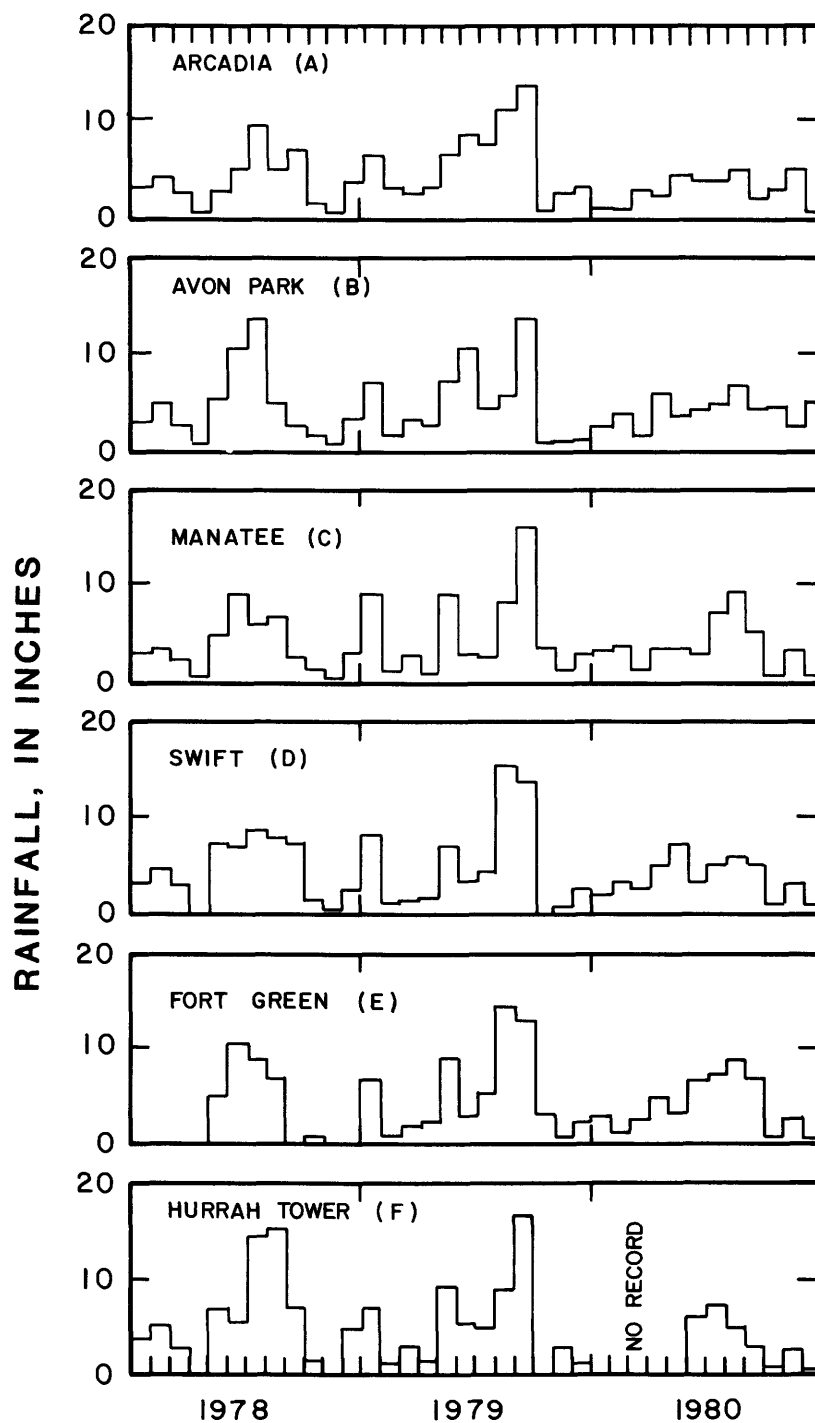 RAINFALL, IN INCHES
20
ARCADIA (A)
10
0
20
AVON PARK (B)
10
0
20
MANATEE (C)
10
0
20
SWIFT (D)
10
0
20
FORT GREEN (E)
10
0
20
HURRAH TOWER (F)
NO RECORD
10
0
1978 1979 1980